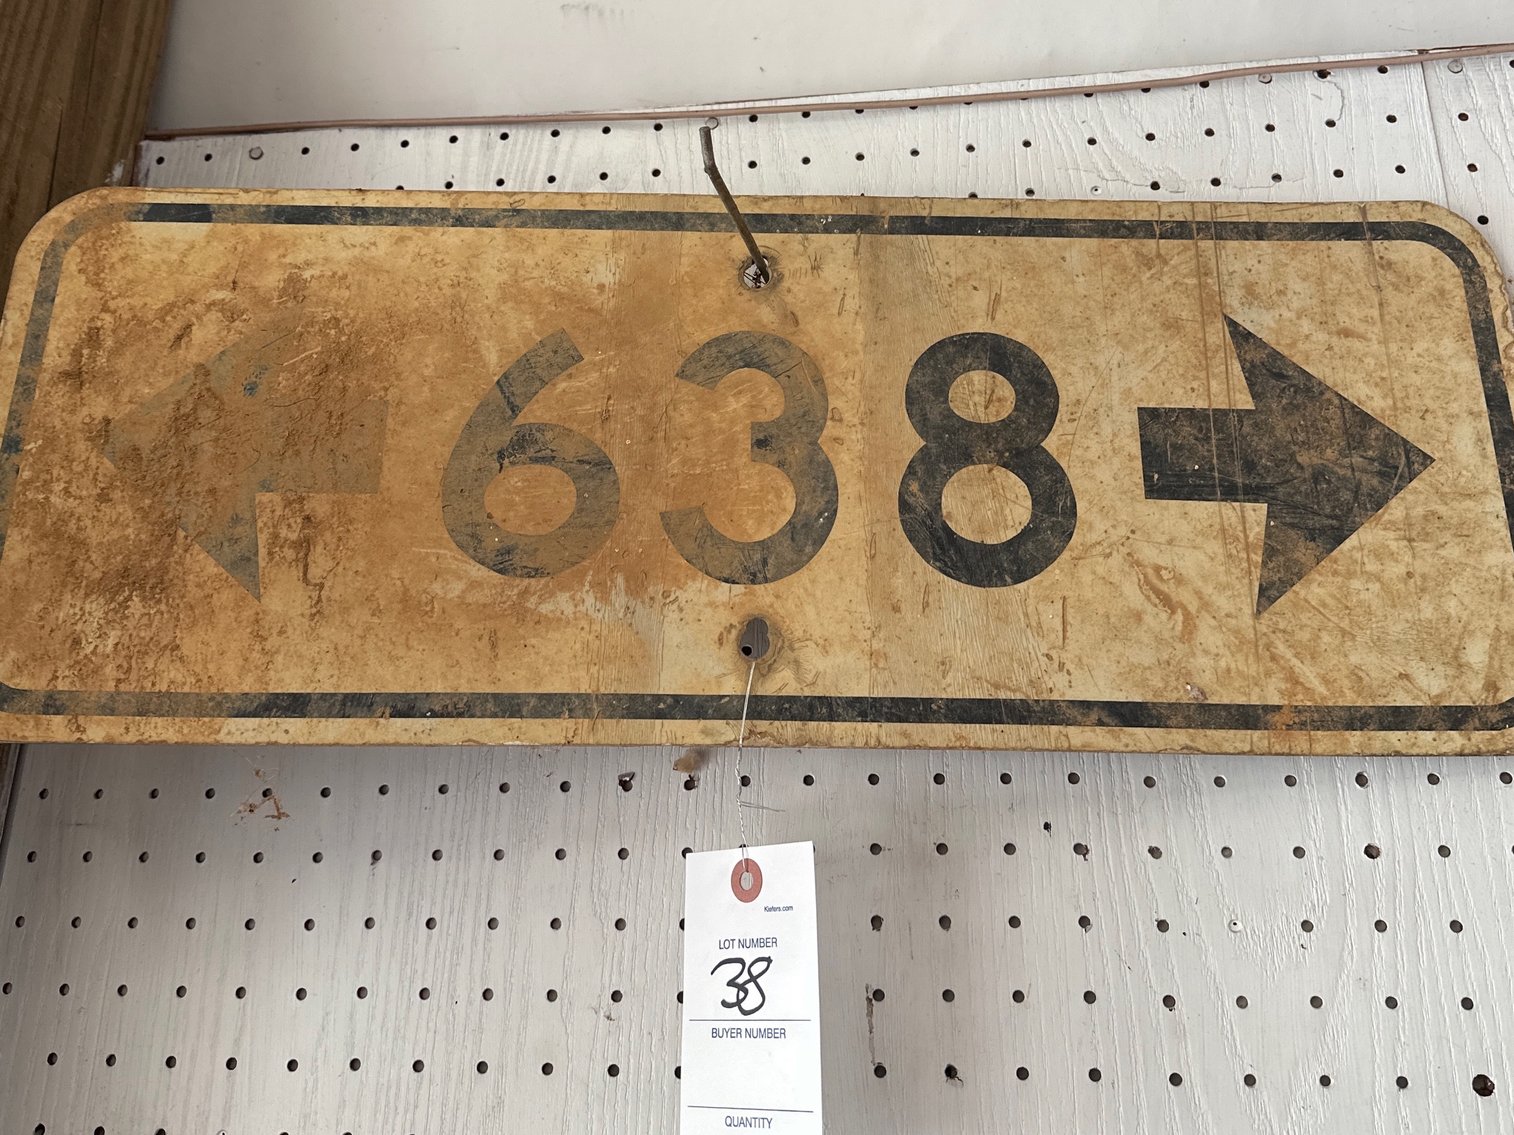 638
Kiefers.com
LOT NUMBER
38
BUYER NUMBER
QUANTITY